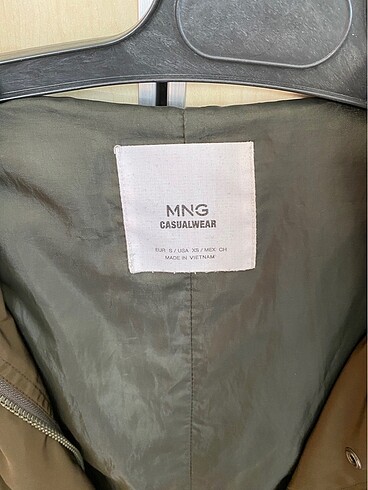 MNG
CASUALWEAR
EUR S / USA XS / MEX CH
MADE IN VIETNAM